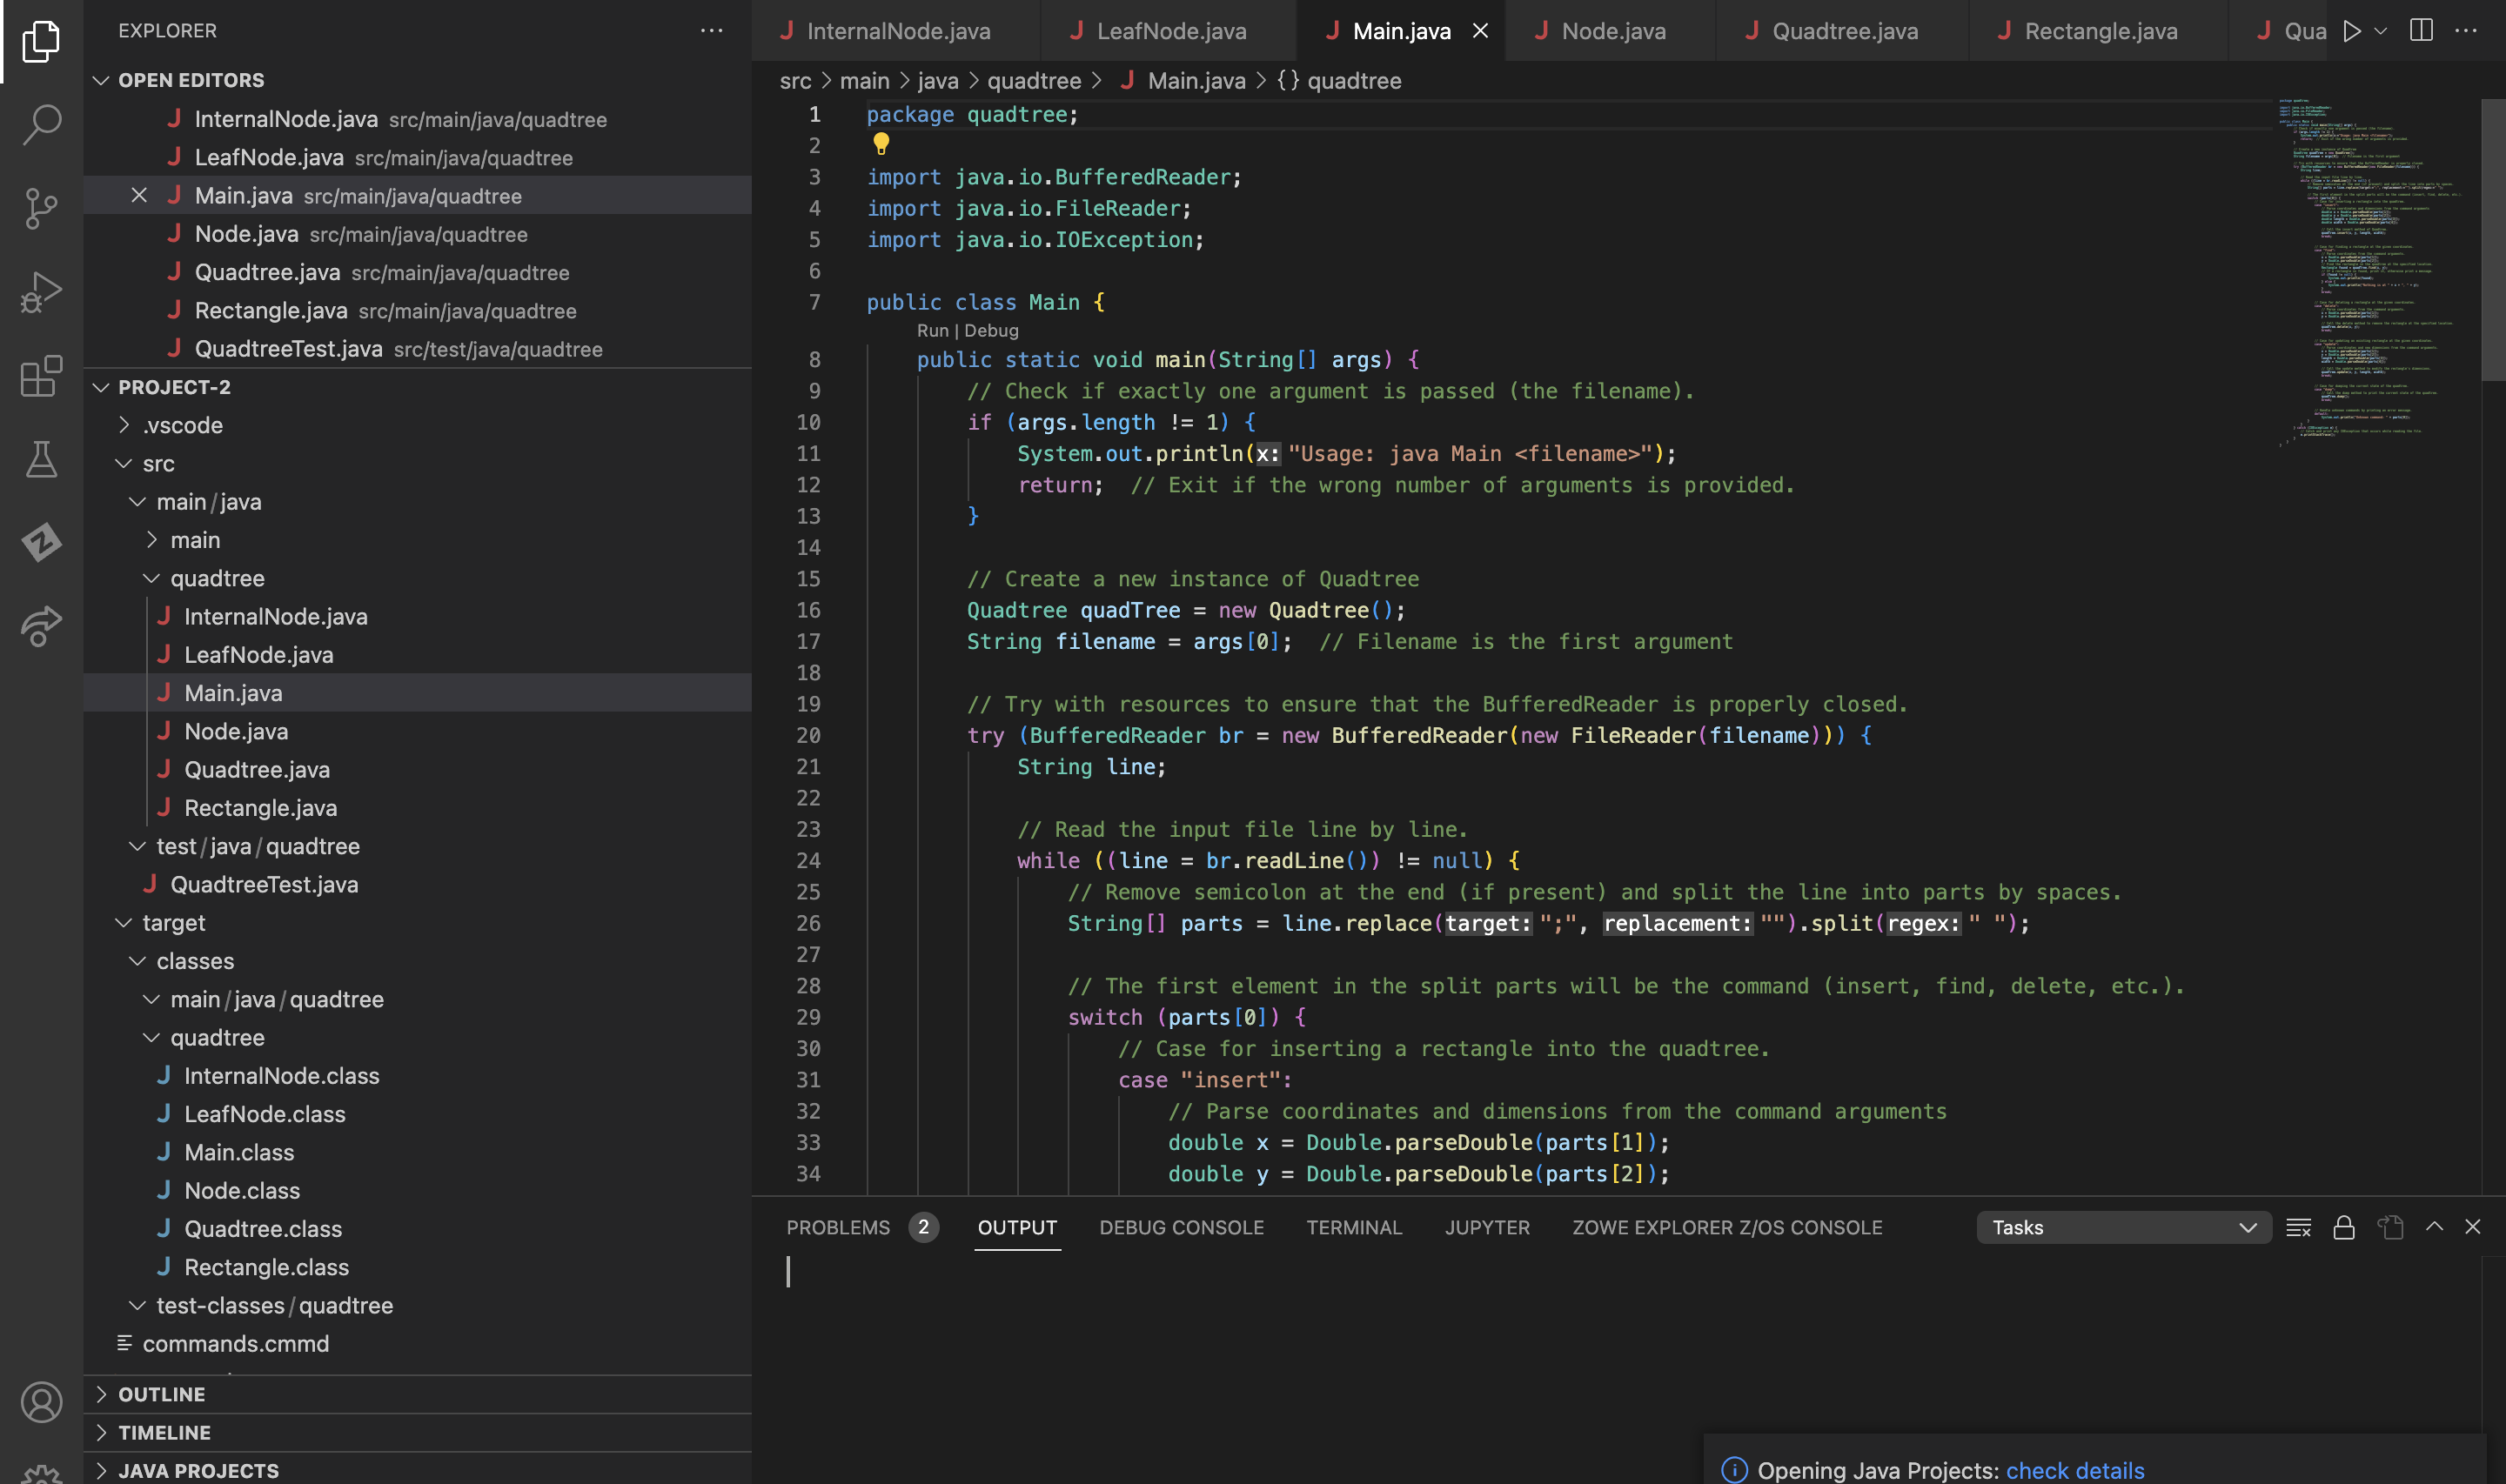 EXPLORER
OPEN EDITORS
InternalNode.java src/main/java/quadtree
LeafNode.java src/main/java/quadtree
Main.java src/main/java/quadtree
Node.java src/main/java/quadtree
Quadtree.java src/main/java/quadtree
Rectangle.java src/main/java/quadtree
QuadtreeTest.java src/test/java/quadtree
PROJECT-2
.vscode
src
main/java
main
quadtree
InternalNode.java
LeafNode.java
Main.java
Node.java
Quadtree.java
Rectangle.java
test/java/quadtree
QuadtreeTest.java
target
classes
main/java/quadtree
quadtree
InternalNode.class
LeafNode.class
Main.class
Node.class
Quadtree.class
Rectangle.class
test-classes/quadtree
commands.cmmd
OUTLINE
TIMELINE
JAVA PROJECTS
InternalNode.java LeafNode.java Main.java Node.java Quadtree.java Rectangle.java Qua
src > main > java > quadtree > Main.java > {} quadtree
1 package quadtree;
2
3 import java.io.BufferedReader;
4 import java.io.FileReader;
5 import java.io.IOException;
6
7 public class Main {
Run | Debug
8 public static void main(String[] args) {
9 // Check if exactly one argument is passed (the filename).
10 if (args.length != 1) {
11 System.out.println(x:"Usage: java Main <filename>");
12 return; // Exit if the wrong number of arguments is provided.
13 }
14
15 // Create a new instance of Quadtree
16 Quadtree quadTree = new Quadtree();
17 String filename = args[0]; // Filename is the first argument
18
19 // Try with resources to ensure that the BufferedReader is properly closed.
20 try (BufferedReader br = new BufferedReader(new FileReader(filename))) {
21 String line;
22
23 // Read the input file line by line.
24 while ((line = br.readLine()) != null) {
25 // Remove semicolon at the end (if present) and split the line into parts by spaces.
26 String[] parts = line.replace(target:";", replacement:"").split(regex:" ");
27
28 // The first element in the split parts will be the command (insert, find, delete, etc.).
29 switch (parts[0]) {
30 // Case for inserting a rectangle into the quadtree.
31 case "insert":
32 // Parse coordinates and dimensions from the command arguments
33 double x = Double.parseDouble(parts[1]);
34 double y = Double.parseDouble(parts[2]);
PROBLEMS 2 OUTPUT DEBUG CONSOLE TERMINAL JUPYTER ZOWE EXPLORER Z/OS CONSOLE Tasks
Opening Java Projects: check details